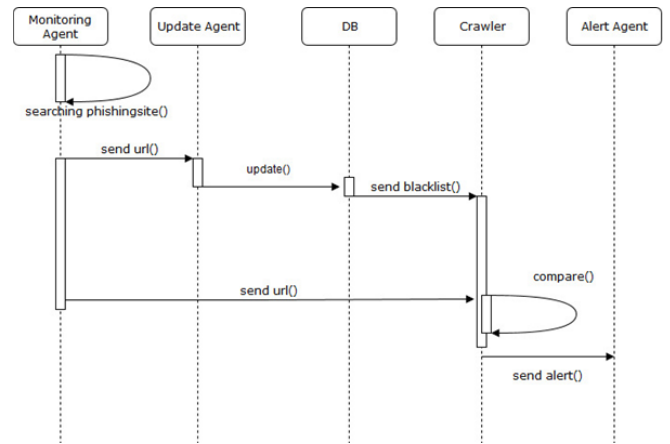 Monitoring
Agent
Update Agent
DB
Crawler
Alert Agent
searching phishingsite()
send url()
update()
send blacklist()
compare()
send url()
send alert()